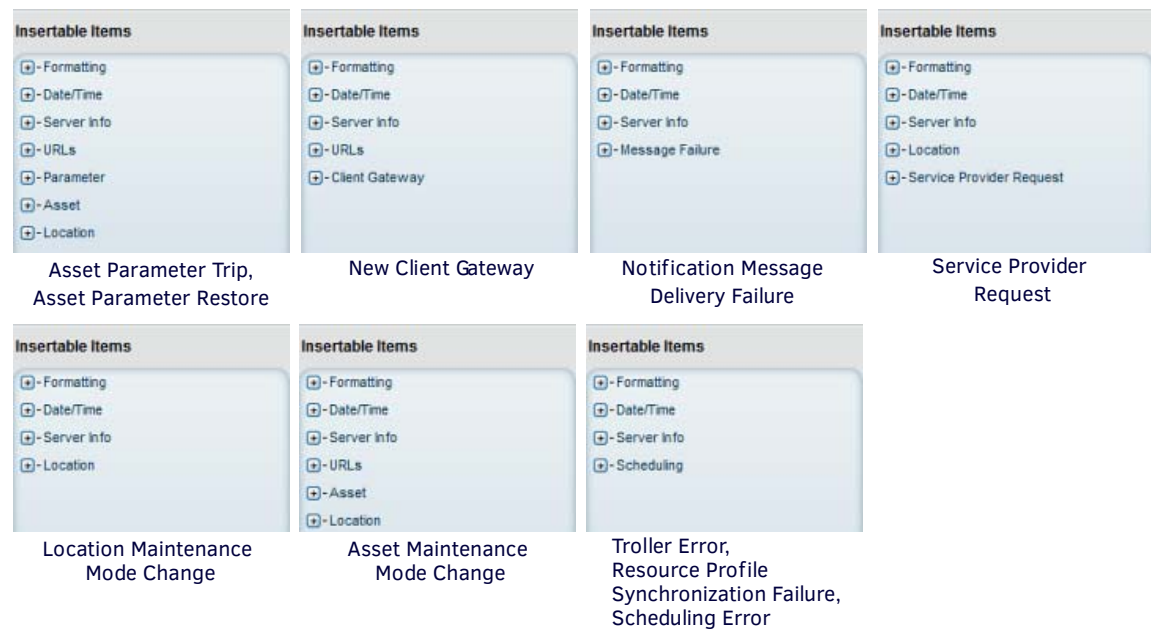 Insertable Items
- Formatting
- Date/Time
- Server Info
- URLs
- Parameter
- Asset
- Location
Asset Parameter Trip,
Asset Parameter Restore
Insertable Items
- Formatting
- Date/Time
- Server Info
- URLs
- Client Gateway
New Client Gateway
Insertable Items
- Formatting
- Date/Time
- Server Info
- Message Failure
Notification Message
Delivery Failure
Insertable Items
- Formatting
- Date/Time
- Server Info
- Location
- Service Provider Request
Service Provider
Request
Insertable Items
- Formatting
- Date/Time
- Server Info
- Location
Location Maintenance
Mode Change
Insertable Items
- Formatting
- Date/Time
- Server Info
- URLs
- Asset
- Location
Asset Maintenance
Mode Change
Insertable Items
- Formatting
- Date/Time
- Server Info
- Scheduling
Troller Error,
Resource Profile
Synchronization Failure,
Scheduling Error